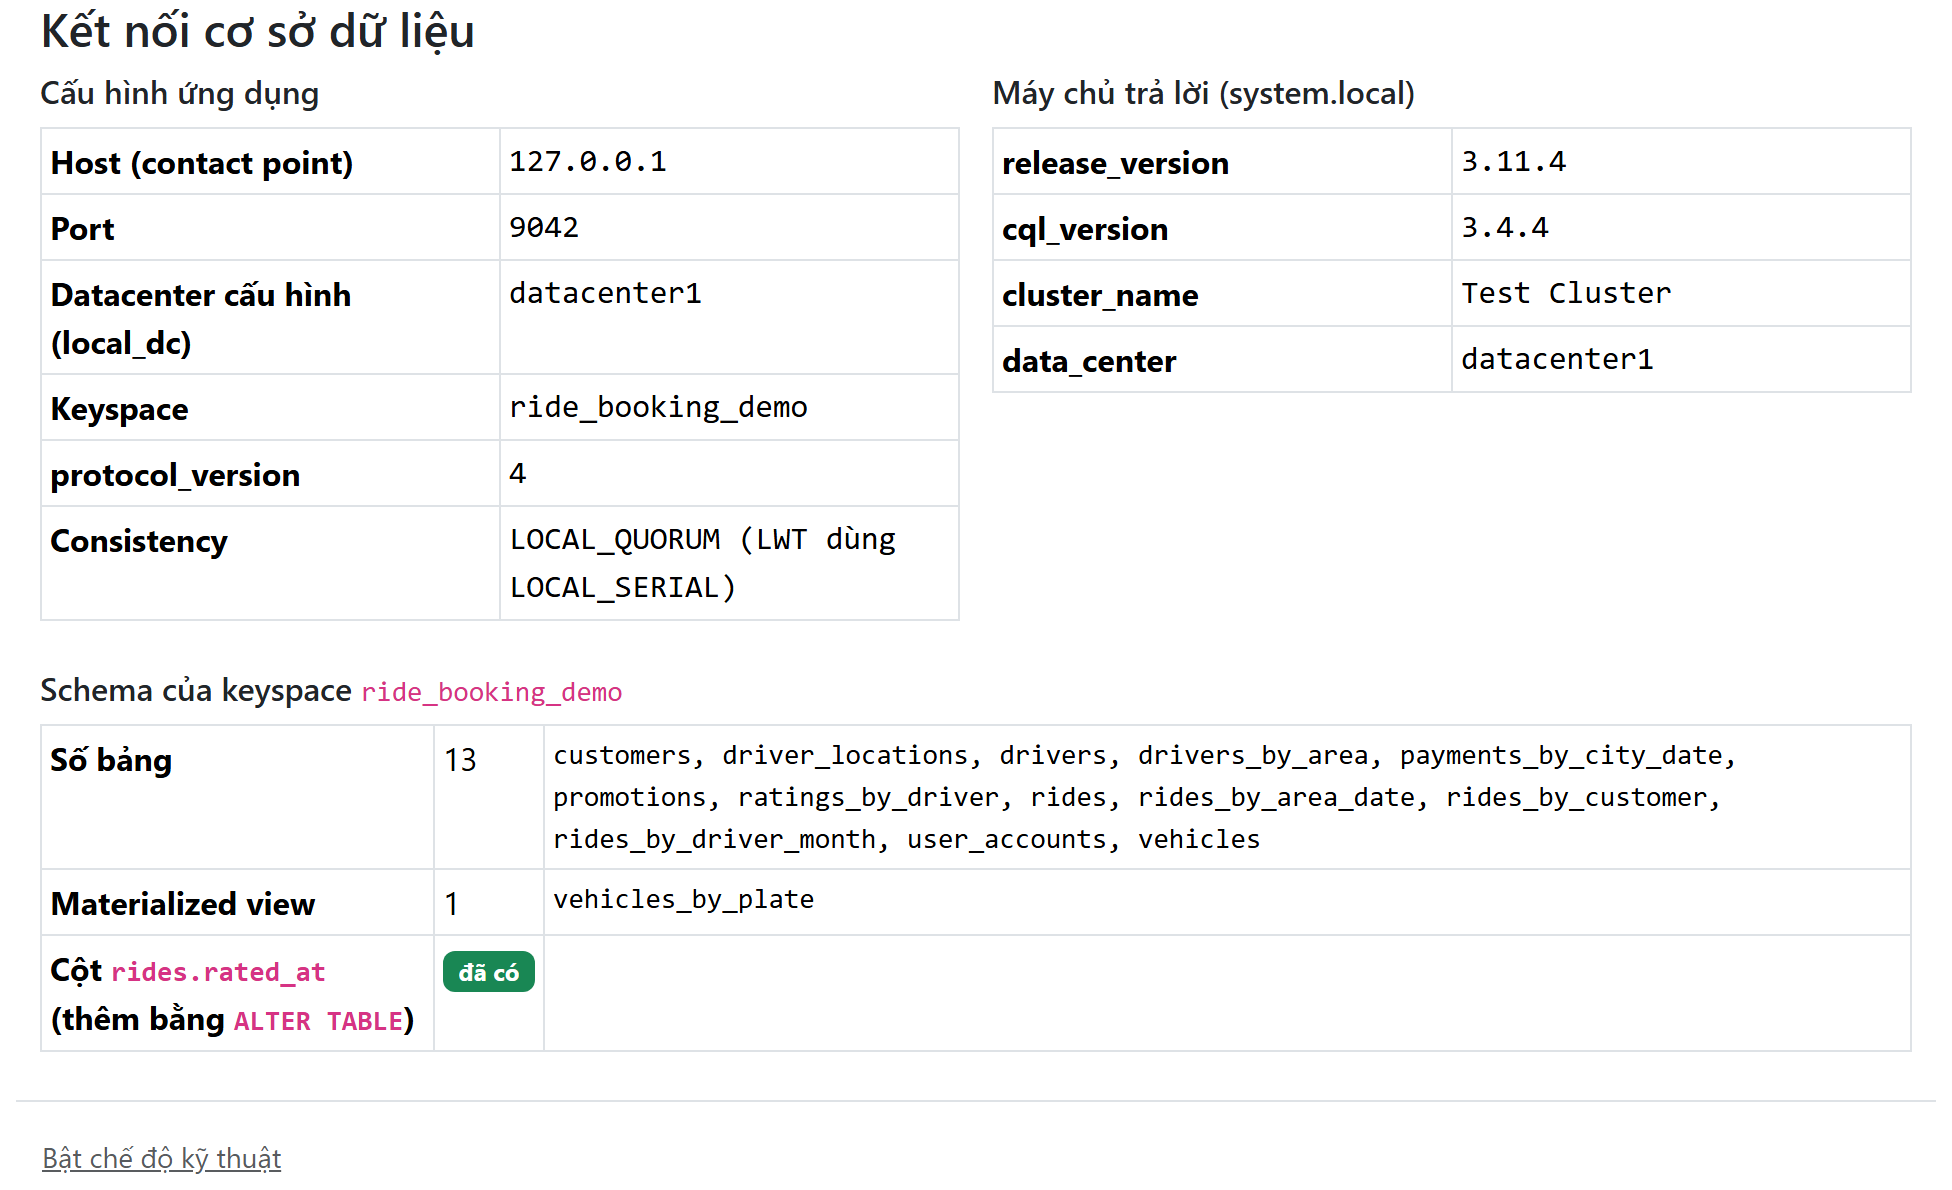 Kết nối cơ sở dữ liệu
Cấu hình ứng dụng
Host (contact point) 127.0.0.1
Port 9042
Datacenter cấu hình (local_dc) datacenter1
Keyspace ride_booking_demo
protocol_version 4
Consistency LOCAL_QUORUM (LWT dùng LOCAL_SERIAL)
Máy chủ trả lời (system.local)
release_version 3.11.4
cql_version 3.4.4
cluster_name Test Cluster
data_center datacenter1
Schema của keyspace ride_booking_demo
Số bảng 13 customers, driver_locations, drivers, drivers_by_area, payments_by_city_date,
promotions, ratings_by_driver, rides, rides_by_area_date, rides_by_customer,
rides_by_driver_month, user_accounts, vehicles
Materialized view 1 vehicles_by_plate
Cột rides.rated_at đã có
(thêm bằng ALTER TABLE)
Bật chế độ kỹ thuật